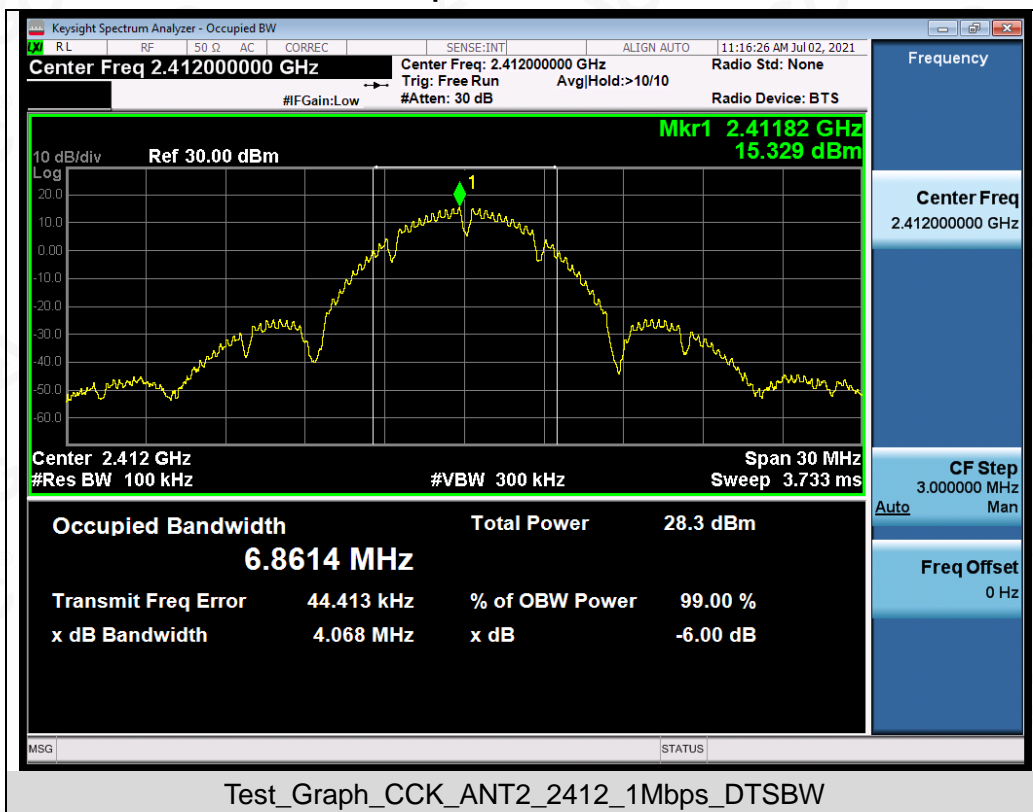 Keysight Spectrum Analyzer - Occupied BW
LXI RL RF 50 Ω AC CORREC SENSE:INT ALIGN AUTO 11:16:26 AM Jul 02, 2021
Center Freq 2.412000000 GHz
Center Freq: 2.412000000 GHz Radio Std: None
Trig: Free Run Avg|Hold:>10/10
#IFGain:Low #Atten: 30 dB Radio Device: BTS
Mkr1 2.41182 GHz
15.329 dBm
10 dB/div Ref 30.00 dBm
Log
1
20.0
10.0
0.00
-10.0
-20.0
-30.0
-40.0
-50.0
-60.0
Center 2.412 GHz Span 30 MHz
#Res BW 100 kHz #VBW 300 kHz Sweep 3.733 ms
Occupied Bandwidth Total Power 28.3 dBm
6.8614 MHz
Transmit Freq Error 44.413 kHz % of OBW Power 99.00 %
x dB Bandwidth 4.068 MHz x dB -6.00 dB
Frequency
Center Freq
2.412000000 GHz
CF Step
3.000000 MHz
Auto Man
Freq Offset
0 Hz
MSG STATUS
Test_Graph_CCK_ANT2_2412_1Mbps_DTSBW